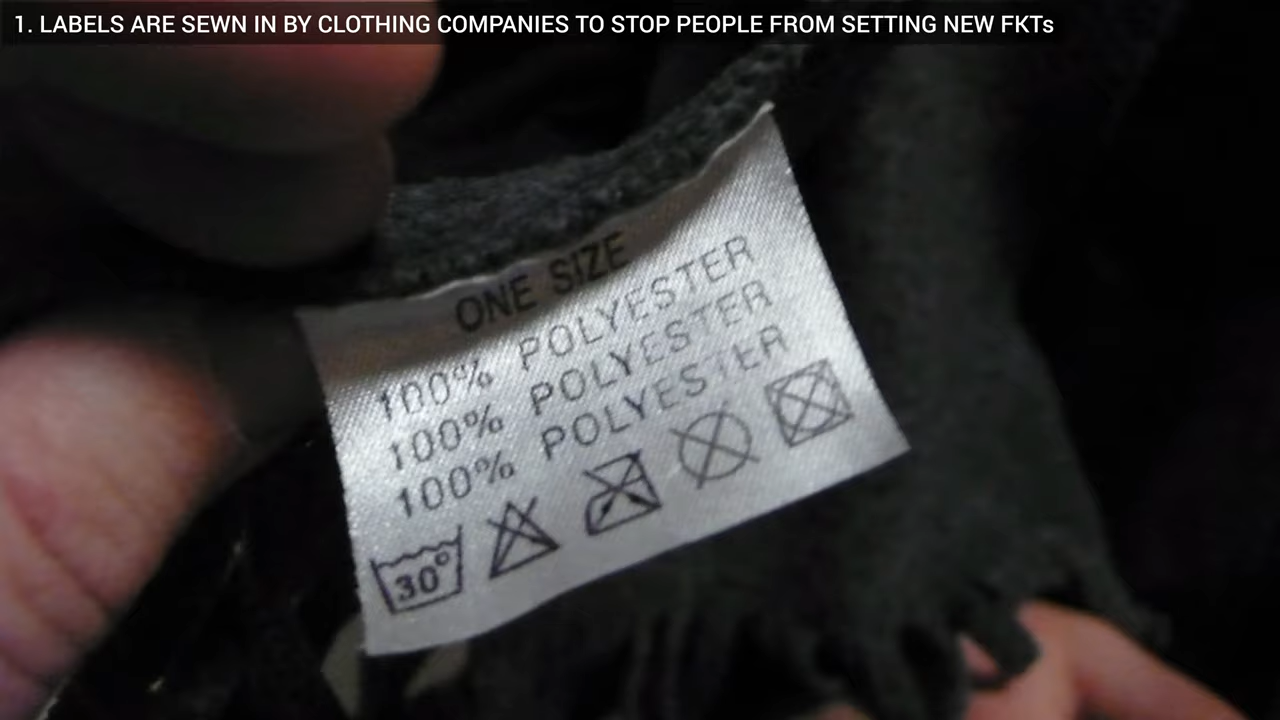 1. LABELS ARE SEWN IN BY CLOTHING COMPANIES TO STOP PEOPLE FROM SETTING NEW FKTs
ONE SIZE
100% POLYESTER
100% POLYESTER
100% POLYESTER
30°